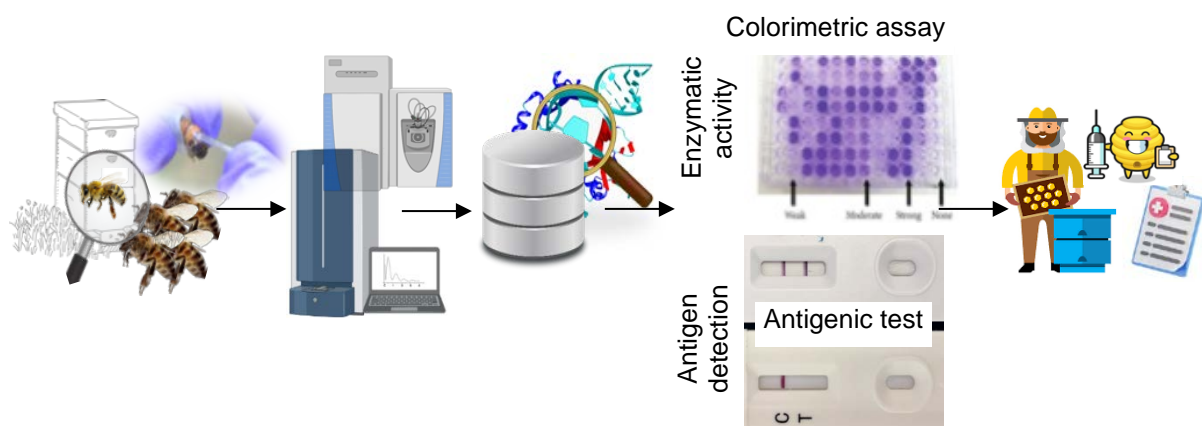 Colorimetric assay
Enzymatic
activity
Weak
Moderate
Strong
None
Antigen
detection
Antigenic test
C
T